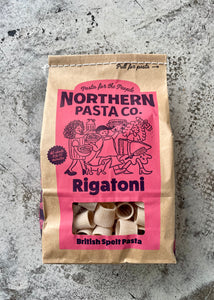 Pull for pasta
Pasta for the People
NORTHERN
PASTA CO.
Rigatoni
British Spelt Pasta